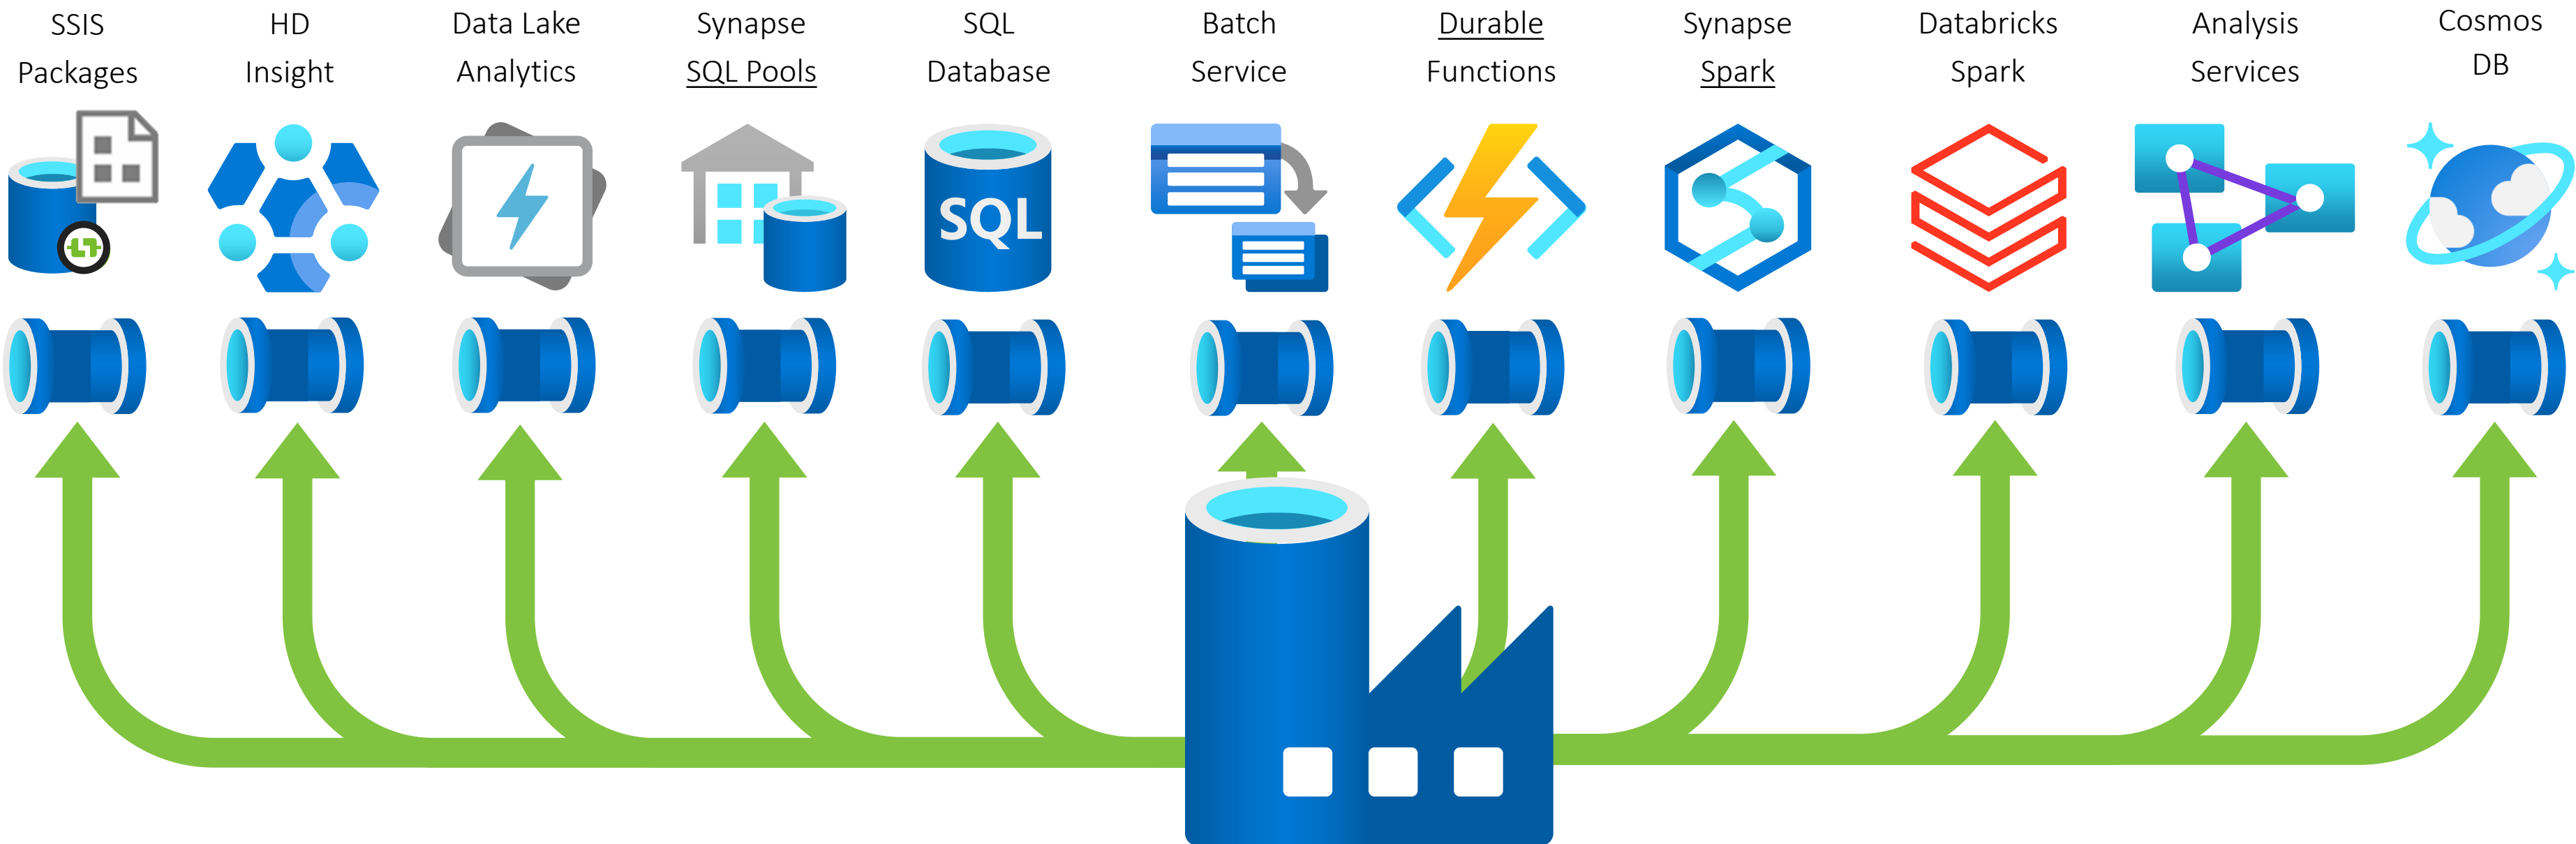 SSIS
Packages
HD
Insight
Data Lake
Analytics
Synapse
SQL Pools
SQL
Database
Batch
Service
Durable
Functions
Synapse
Spark
Databricks
Spark
Analysis
Services
Cosmos
DB
SQL